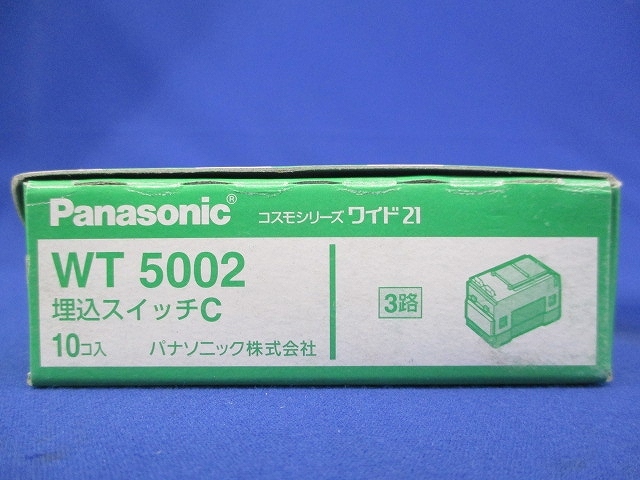 Panasonic® コスモシリーズ ワイド21
WT 5002
埋込スイッチC
3路
10コ入 パナソニック株式会社